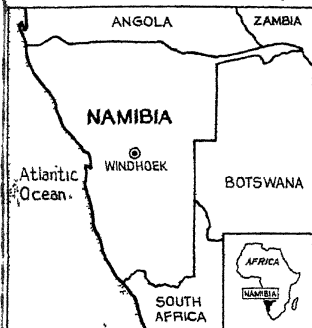 ANGOLA
ZAMBIA
NAMIBIA
WINDHOEK
Atlantic
Ocean
BOTSWANA
AFRICA
NAMIBIA
SOUTH
AFRICA